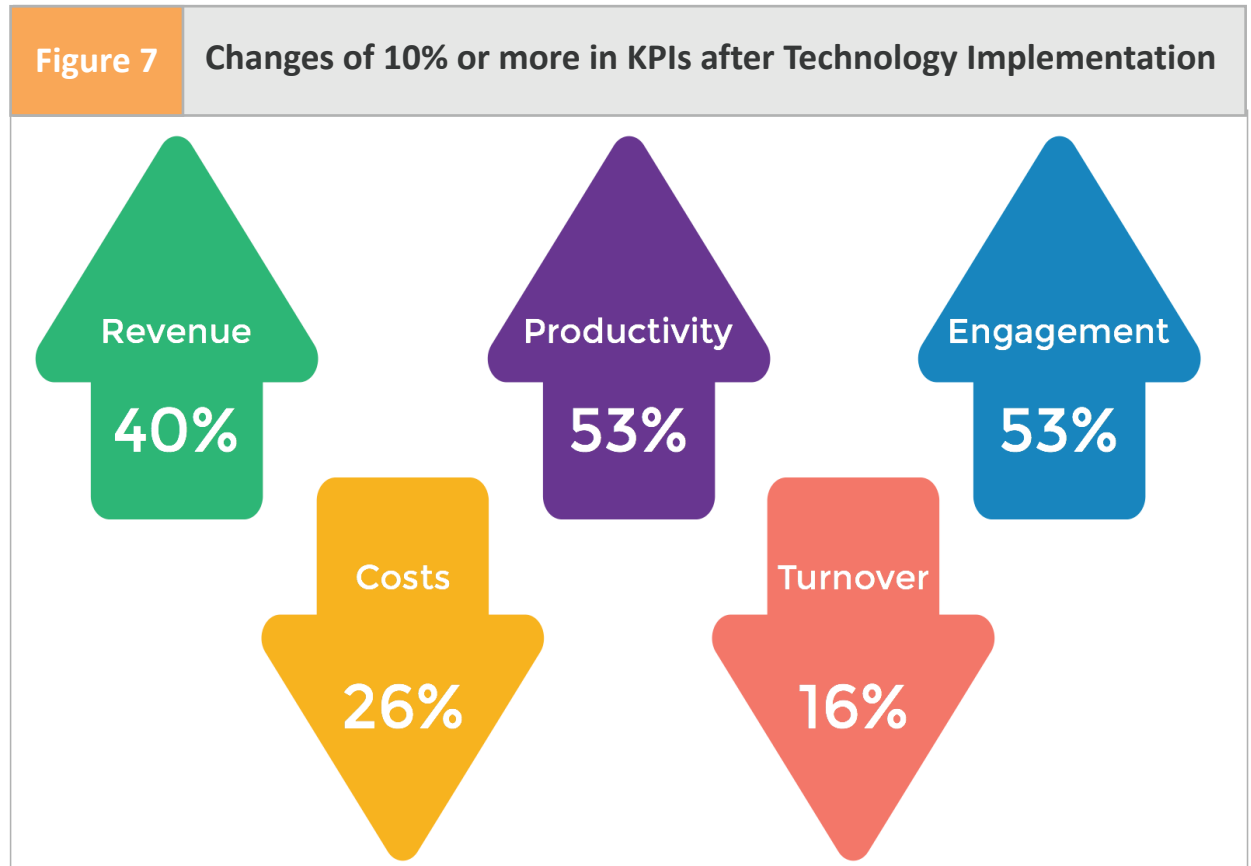 Figure 7
Changes of 10% or more in KPIs after Technology Implementation
Revenue
40%
Productivity
53%
Engagement
53%
Costs
26%
Turnover
16%